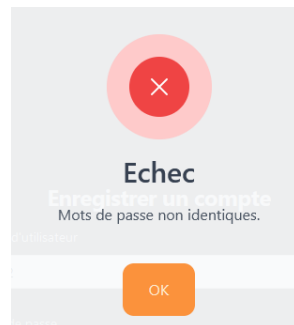 Echec
Enregistrer un compte
Mots de passe non identiques.
d'utilisateur
OK